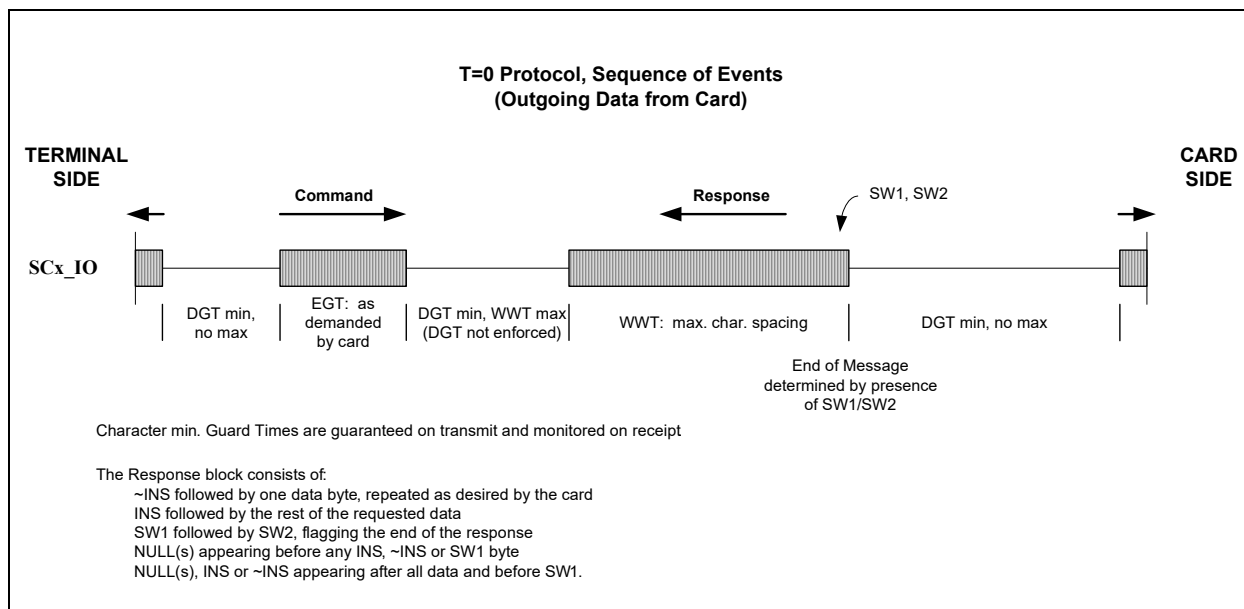 T=0 Protocol, Sequence of Events
(Outgoing Data from Card)
TERMINAL
SIDE
CARD
SIDE
Command
Response
SW1, SW2
SCx_IO
DGT min,
no max
EGT: as
demanded
by card
DGT min, WWT max
(DGT not enforced)
WWT: max. char. spacing
DGT min, no max
End of Message
determined by presence
of SW1/SW2
Character min. Guard Times are guaranteed on transmit and monitored on receipt
The Response block consists of:
~INS followed by one data byte, repeated as desired by the card
INS followed by the rest of the requested data
SW1 followed by SW2, flagging the end of the response
NULL(s) appearing before any INS, ~INS or SW1 byte
NULL(s), INS or ~INS appearing after all data and before SW1.